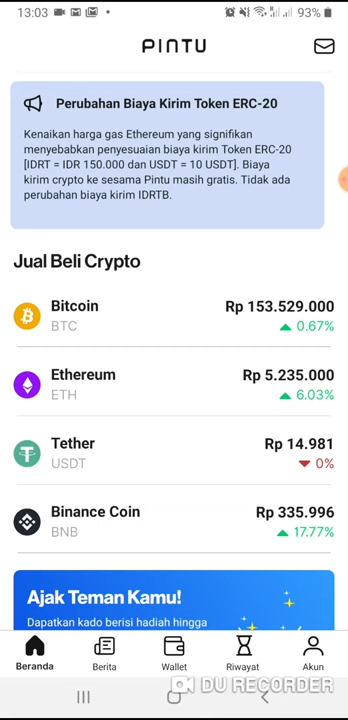 13:03 93%
PINTU
Perubahan Biaya Kirim Token ERC-20
Kenaikan harga gas Ethereum yang signifikan
menyebabkan penyesuaian biaya kirim Token ERC-20
[IDRT = IDR 150.000 dan USDT = 10 USDT]. Biaya
kirim crypto ke sesama Pintu masih gratis. Tidak ada
perubahan biaya kirim IDRTB.
Jual Beli Crypto
Bitcoin Rp 153.529.000
BTC 0.67%
Ethereum Rp 5.235.000
ETH 6.03%
Tether Rp 14.981
USDT 0%
Binance Coin Rp 335.996
BNB 17.77%
Ajak Teman Kamu!
Dapatkan kado berisi hadiah hingga
Beranda Berita Wallet Riwayat Akun
DU RECORDER